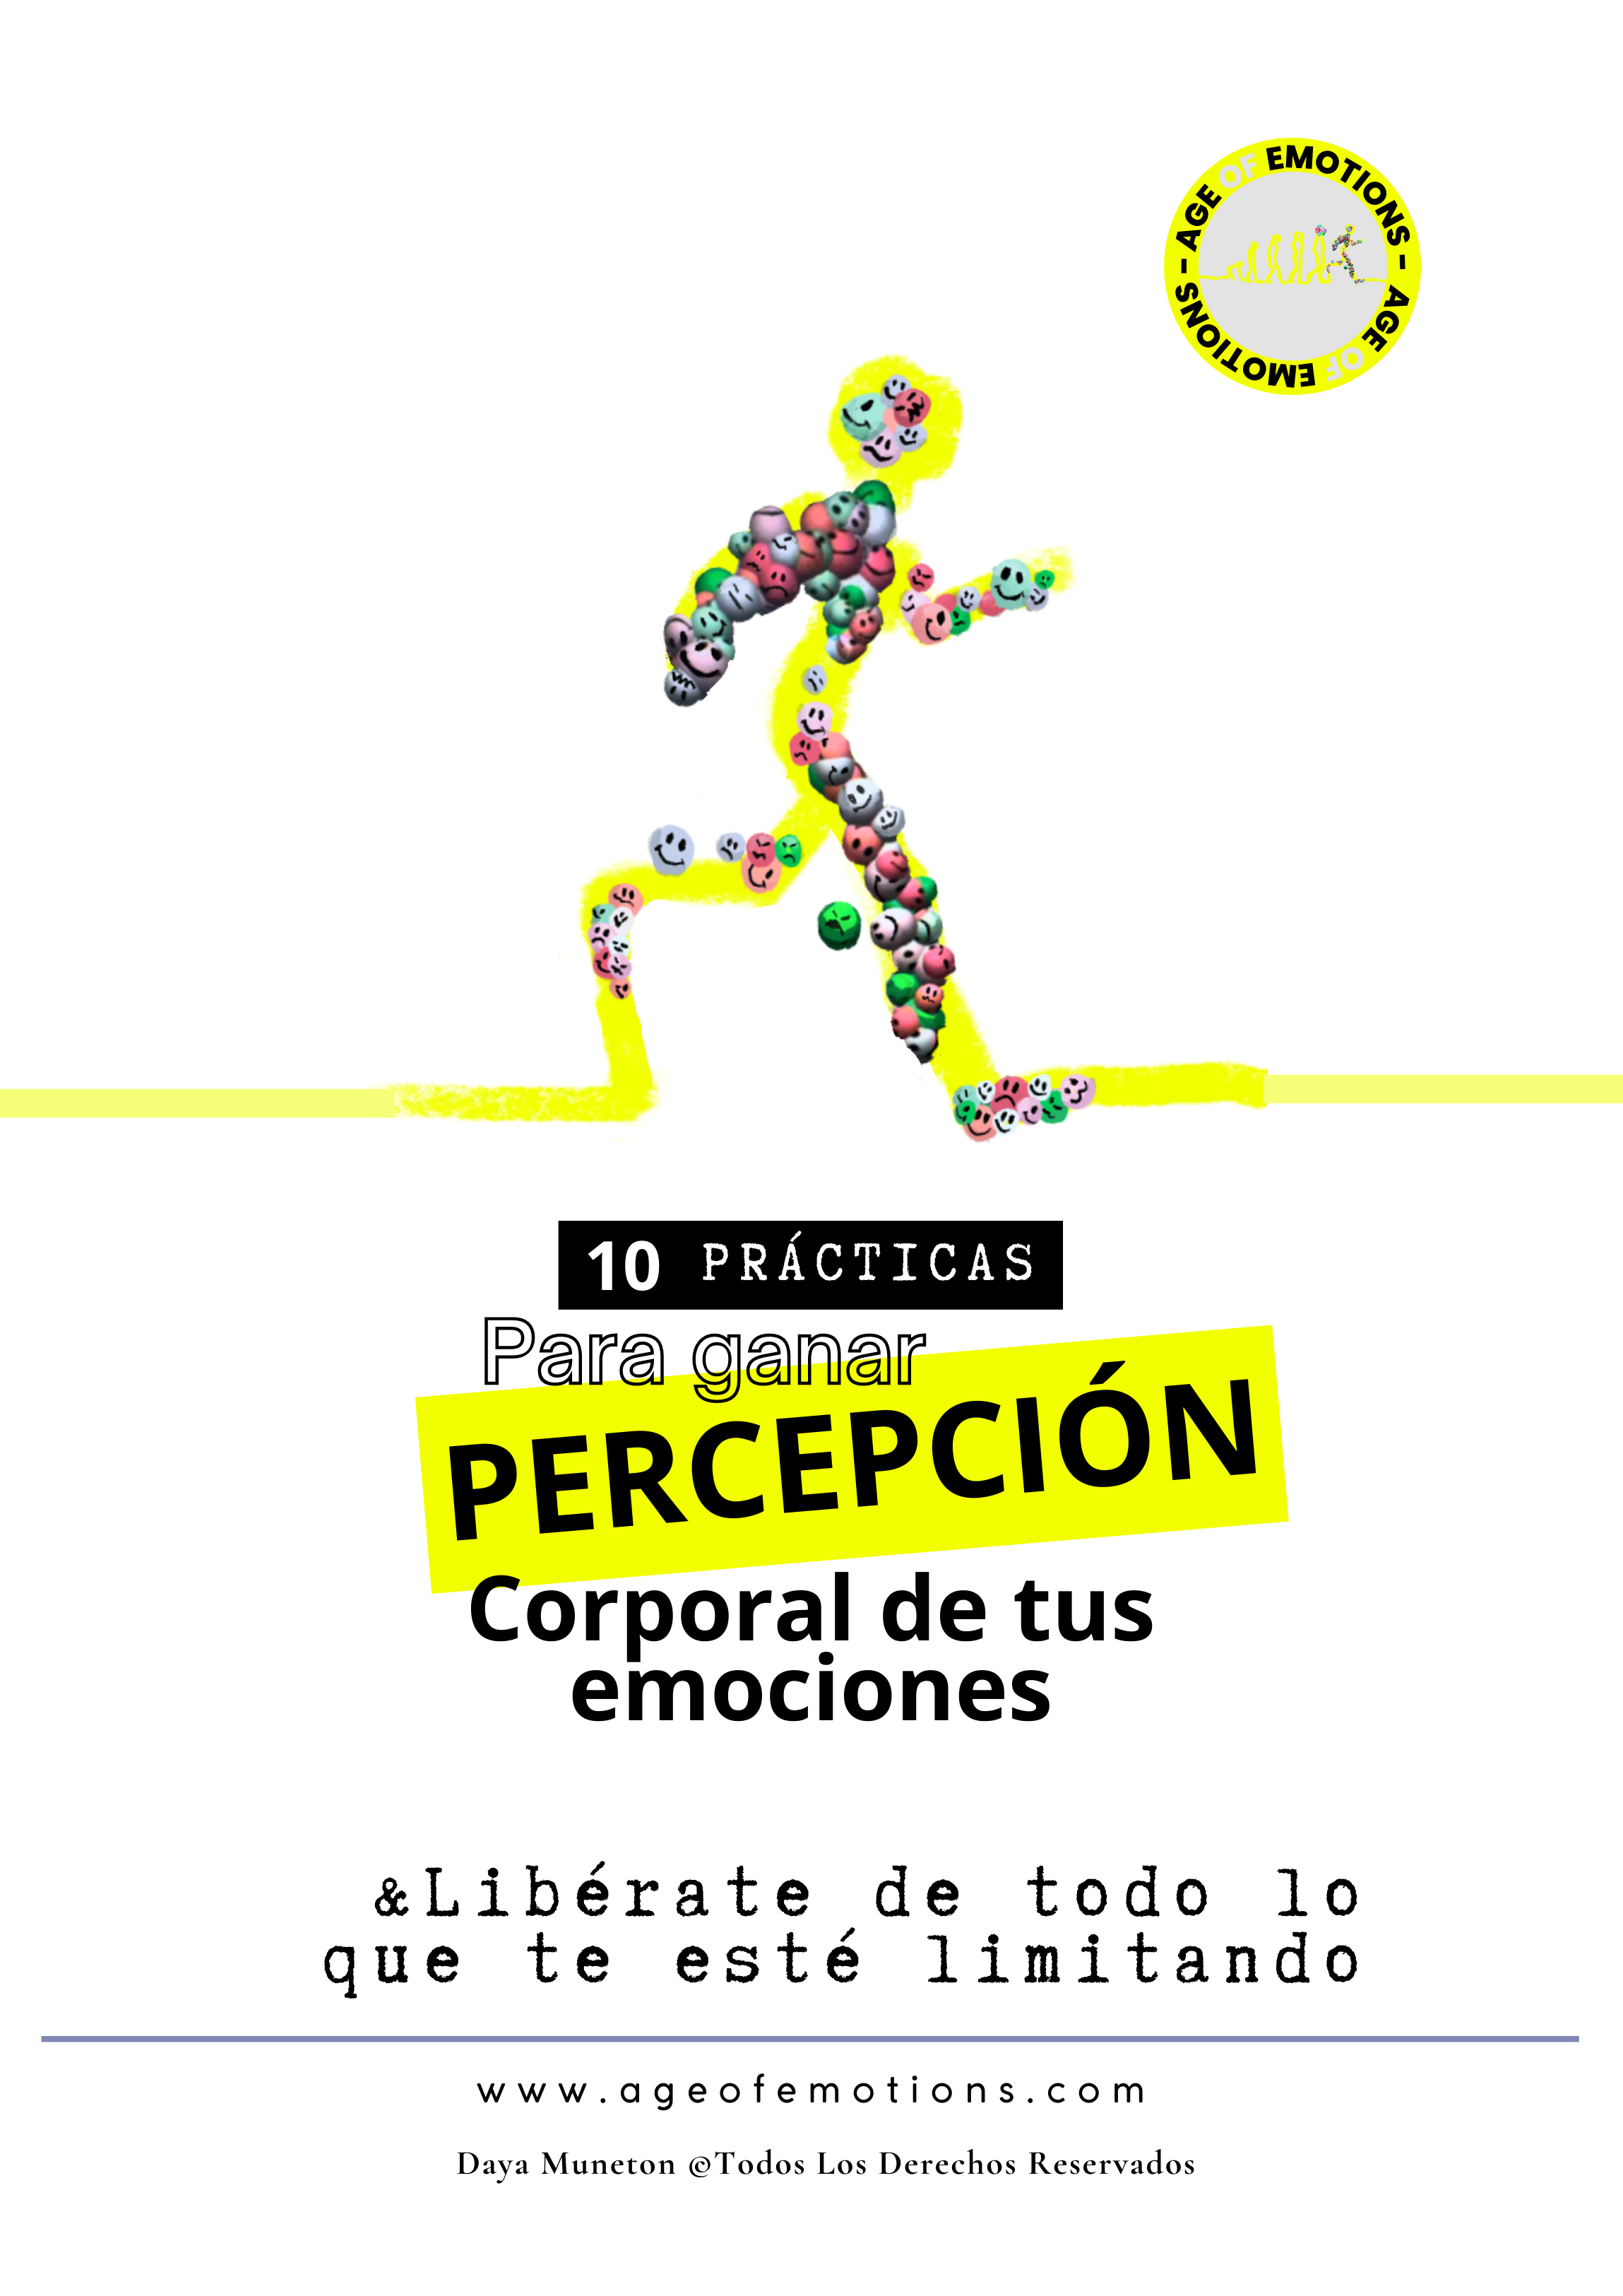 AGE OF EMOTIONS – AGE OF EMOTIONS –
10 PRÁCTICAS
Para ganar
PERCEPCIÓN
Corporal de tus
emociones
&Libérate de todo lo
que te esté limitando
www.ageofemotions.com
Daya Muneton ©Todos Los Derechos Reservados